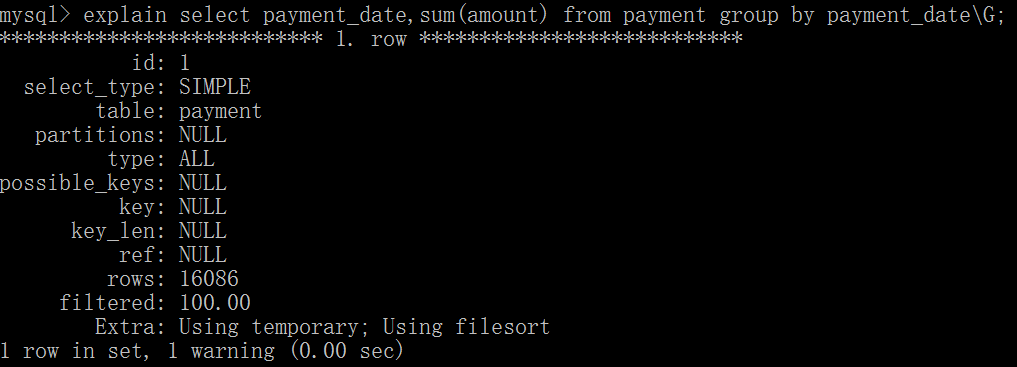 mysql> explain select payment_date,sum(amount) from payment group by payment_date\G;
*************************** 1. row ***************************
id: 1
select_type: SIMPLE
table: payment
partitions: NULL
type: ALL
possible_keys: NULL
key: NULL
key_len: NULL
ref: NULL
rows: 16086
filtered: 100.00
Extra: Using temporary; Using filesort
1 row in set, 1 warning (0.00 sec)